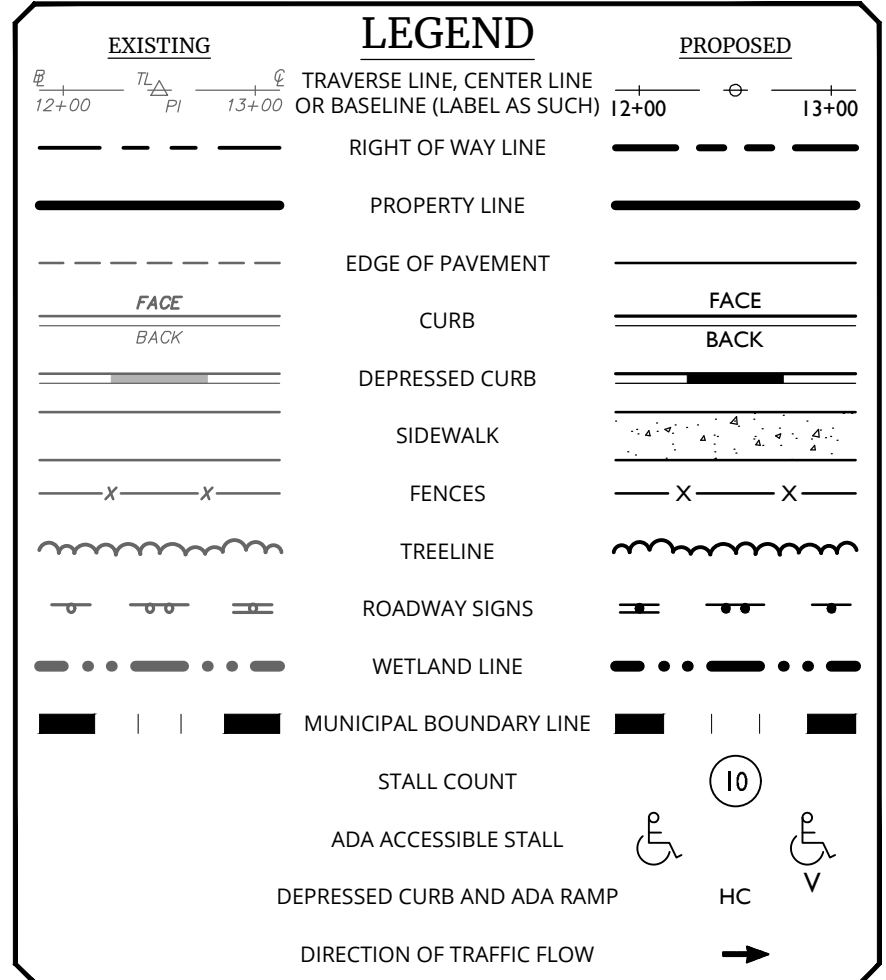 LEGEND
EXISTING
PROPOSED
TL
12+00
PI
13+00
TRAVERSE LINE, CENTER LINE
OR BASELINE (LABEL AS SUCH)
12+00
13+00
RIGHT OF WAY LINE
PROPERTY LINE
EDGE OF PAVEMENT
FACE
BACK
CURB
FACE
BACK
DEPRESSED CURB
SIDEWALK
X X
FENCES
X X
TREELINE
ROADWAY SIGNS
WETLAND LINE
MUNICIPAL BOUNDARY LINE
STALL COUNT
10
ADA ACCESSIBLE STALL
V
DEPRESSED CURB AND ADA RAMP
HC
DIRECTION OF TRAFFIC FLOW